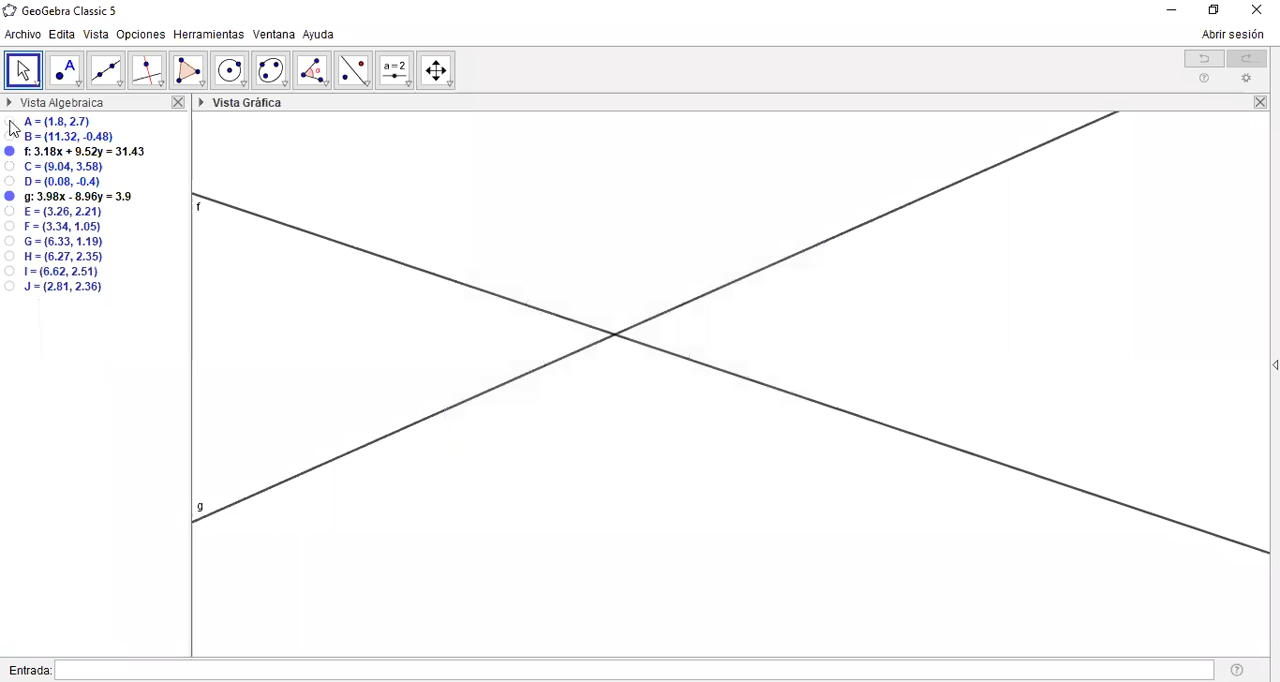 GeoGebra Classic 5
Archivo Edita Vista Opciones Herramientas Ventana Ayuda
Abrir sesión
A
α
a=2
Vista Algebraica
Vista Gráfica
A = (1.8, 2.7)
B = (11.32, -0.48)
f: 3.18x + 9.52y = 31.43
C = (9.04, 3.58)
D = (0.08, -0.4)
g: 3.98x - 8.96y = 3.9
E = (3.26, 2.21)
F = (3.34, 1.05)
G = (6.33, 1.19)
H = (6.27, 2.35)
I = (6.62, 2.51)
J = (2.81, 2.36)
f
g
Entrada: